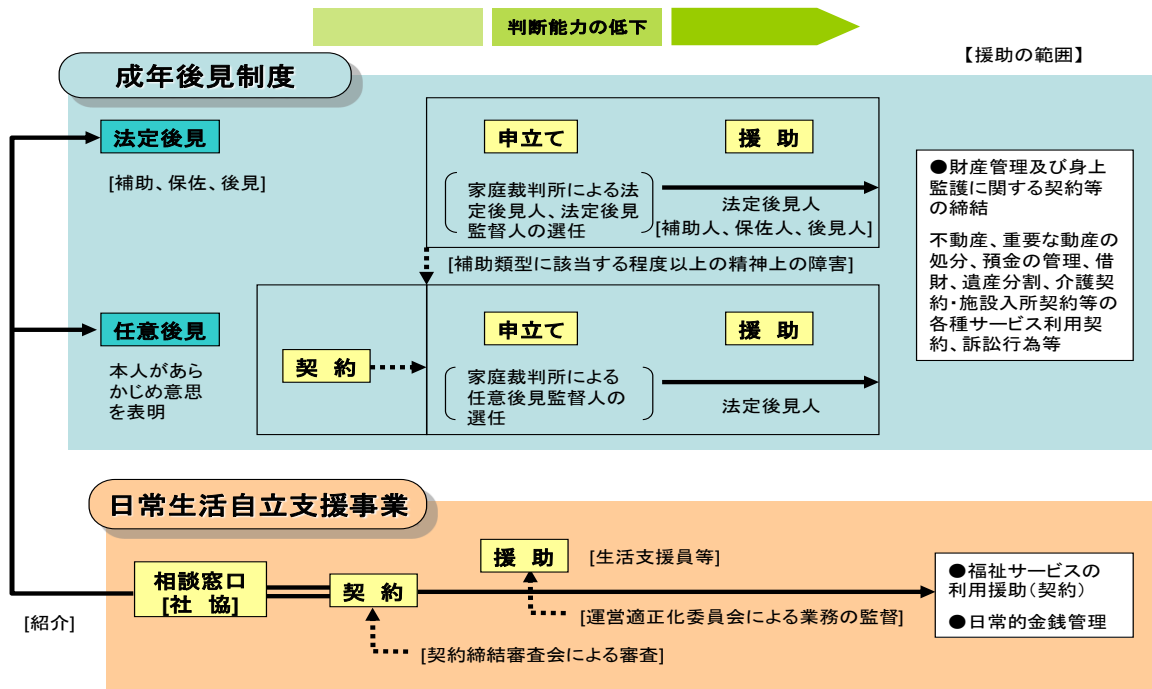 判断能力の低下
【援助の範囲】
成年後見制度
法定後見
[補助、保佐、後見]
申立て
援 助
家庭裁判所による法
定後見人、法定後見
監督人の選任
法定後見人
[補助人、保佐人、後見人]
[補助類型に該当する程度以上の精神上の障害]
任意後見
本人があら
かじめ意思
を表明
契 約
申立て
援 助
家庭裁判所による
任意後見監督人の
選任
法定後見人
●財産管理及び身上
監護に関する契約等
の締結
不動産、重要な動産の
処分、預金の管理、借
財、遺産分割、介護契
約・施設入所契約等の
各種サービス利用契
約、訴訟行為等
日常生活自立支援事業
相談窓口
[社 協]
[紹介]
契 約
援 助
[生活支援員等]
[運営適正化委員会による業務の監督]
[契約締結審査会による審査]
●福祉サービスの
利用援助(契約)
●日常的金銭管理